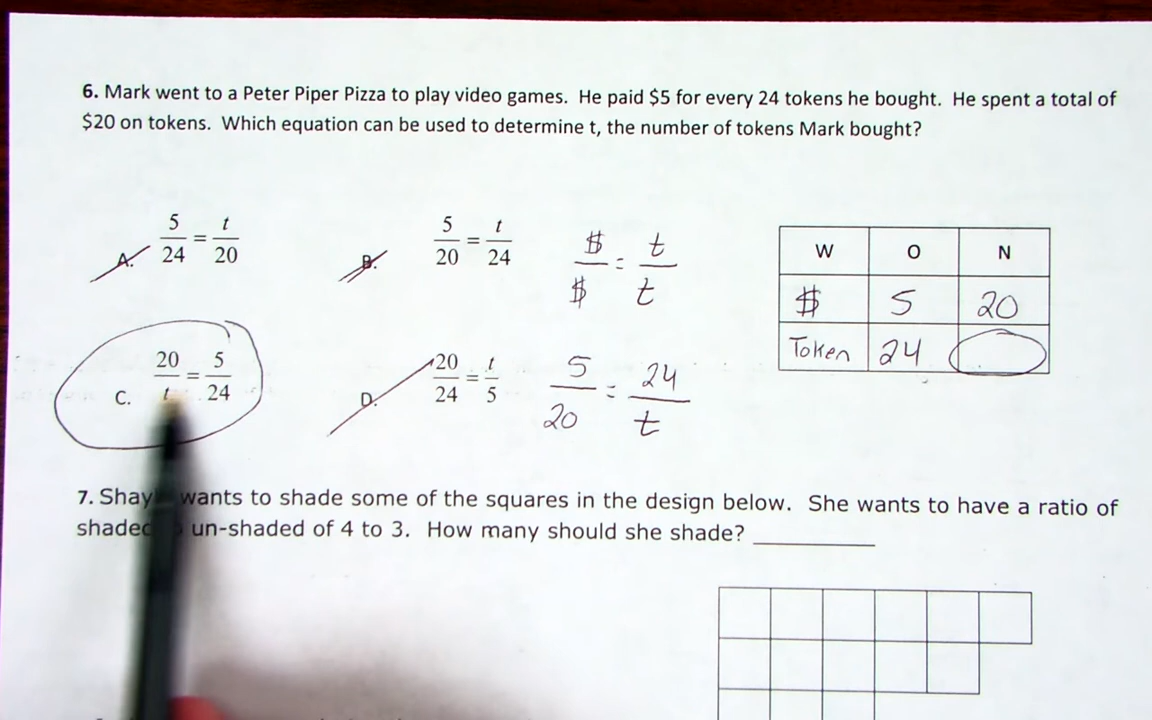 6. Mark went to a Peter Piper Pizza to play video games. He paid $5 for every 24 tokens he bought. He spent a total of
$20 on tokens. Which equation can be used to determine t, the number of tokens Mark bought?
A. 5/24 = t/20
B. 5/20 = t/24
$/$ = t/t
W O N
$ 5 20
Token 24
C. 20/t = 5/24
D. 20/24 = t/5
5/20 = 24/t
7. wants to shade some of the squares in the design below. She wants to have a ratio of
un-shaded of 4 to 3. How many should she shade? __________